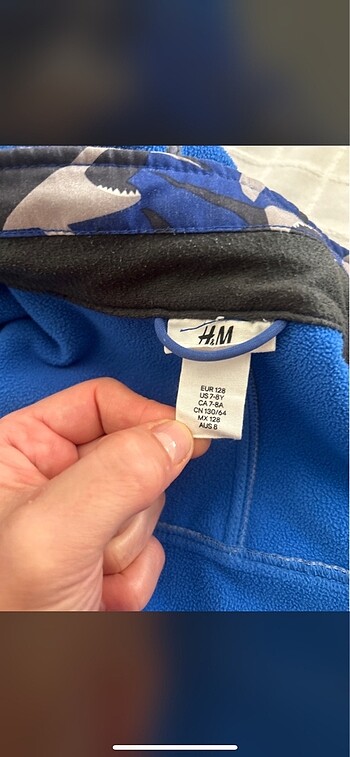 H&M
EUR 128
US 7-8Y
CA 7-8A
CN 130/64
MX 128
AUS 8